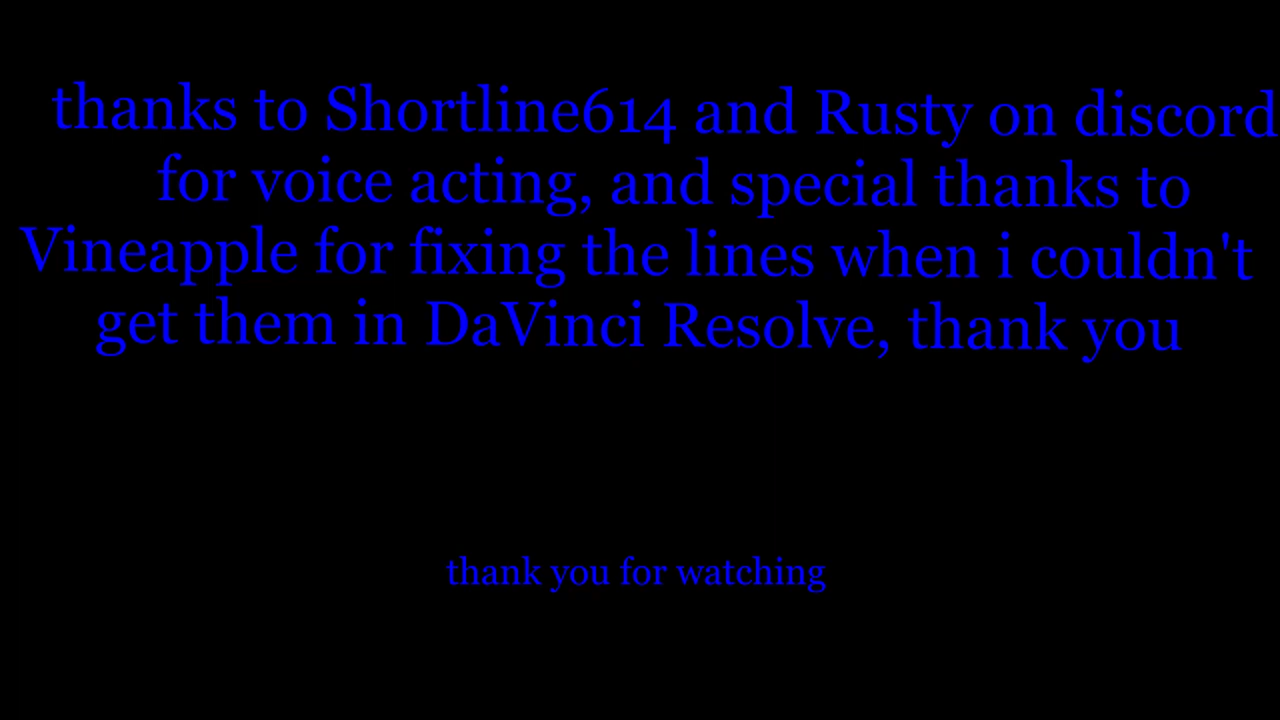 thanks to Shortline614 and Rusty on discord
for voice acting, and special thanks to
Vineapple for fixing the lines when i couldn't
get them in DaVinci Resolve, thank you
thank you for watching